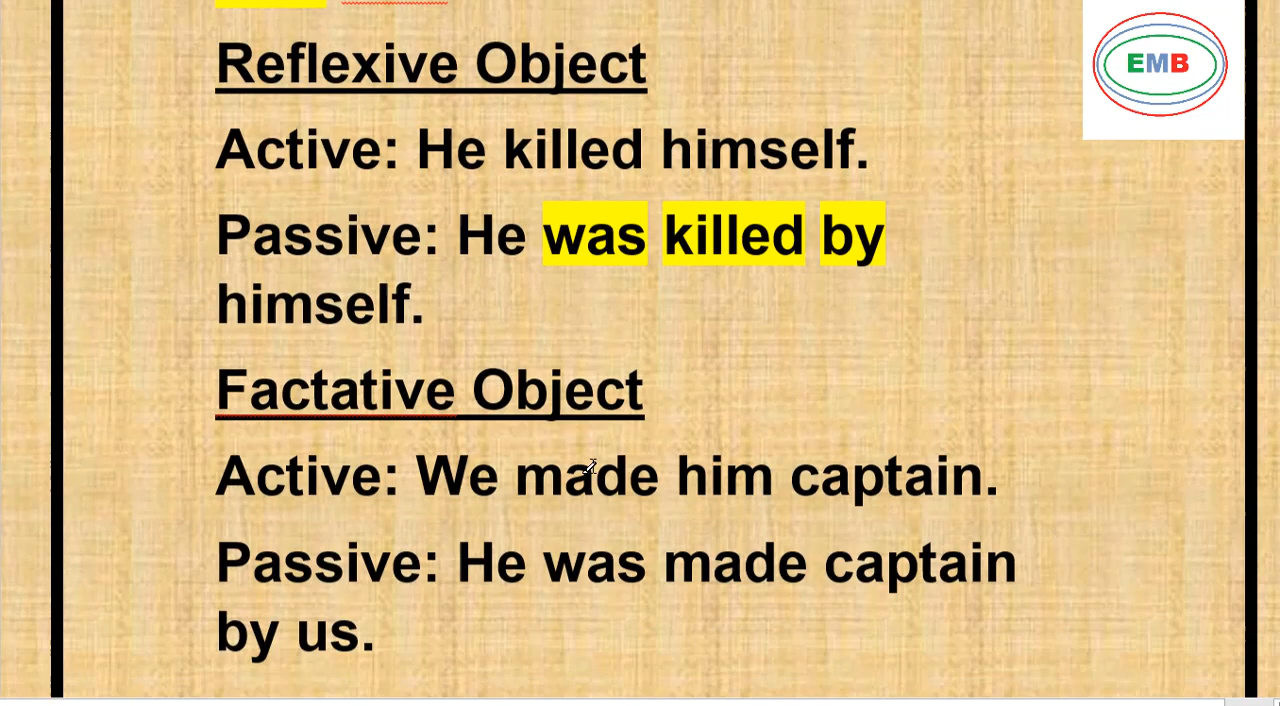 Reflexive Object
EMB
Active: He killed himself.
Passive: He was killed by
himself.
Factative Object
Active: We made him captain.
Passive: He was made captain
by us.